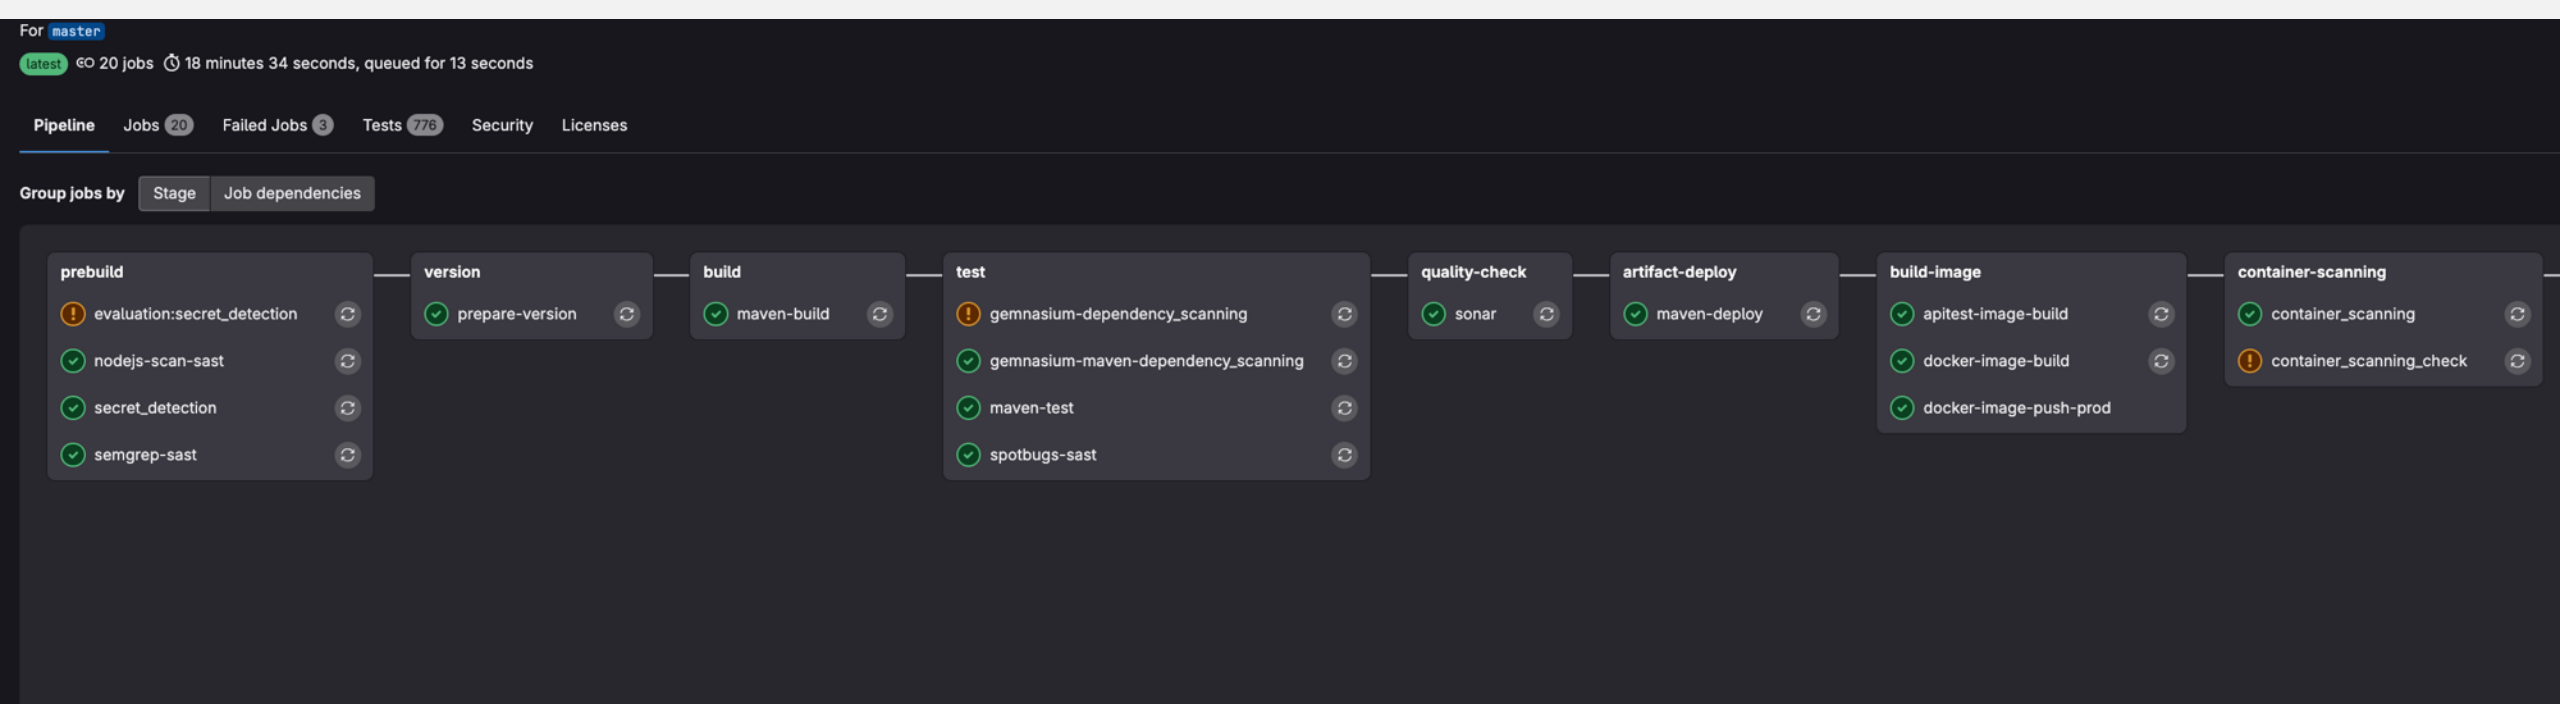 For master
latest 20 jobs 18 minutes 34 seconds, queued for 13 seconds
Pipeline Jobs 20 Failed Jobs 3 Tests 776 Security Licenses
Group jobs by Stage Job dependencies
prebuild
evaluation:secret_detection
nodejs-scan-sast
secret_detection
semgrep-sast
version
prepare-version
build
maven-build
test
gemnasium-dependency_scanning
gemnasium-maven-dependency_scanning
maven-test
spotbugs-sast
quality-check
sonar
artifact-deploy
maven-deploy
build-image
apitest-image-build
docker-image-build
docker-image-push-prod
container-scanning
container_scanning
container_scanning_check